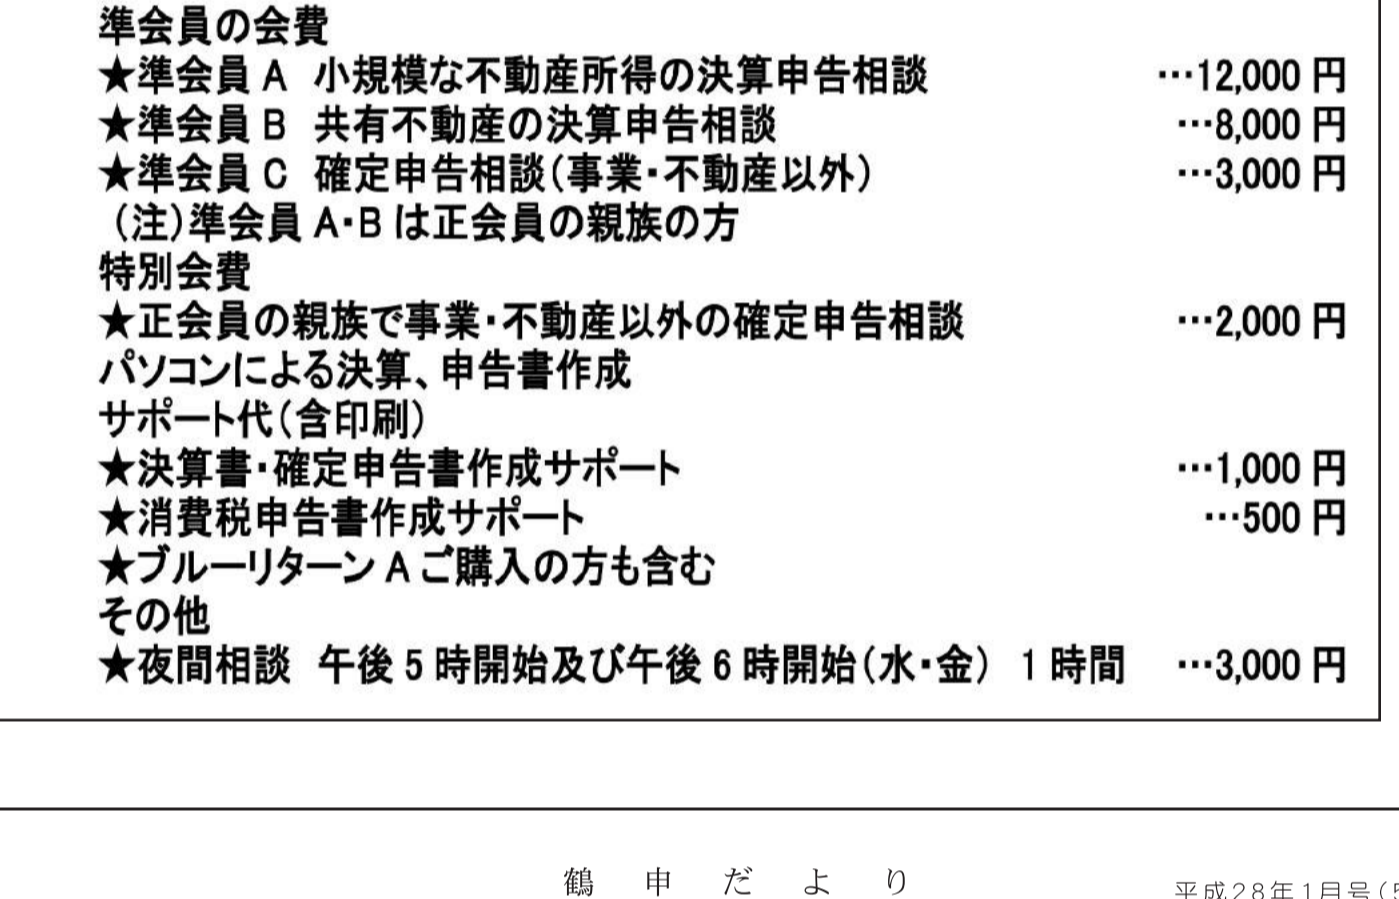 準会員の会費
★準会員A 小規模な不動産所得の決算申告相談 …12,000円
★準会員B 共有不動産の決算申告相談 …8,000円
★準会員C 確定申告相談(事業・不動産以外) …3,000円
(注)準会員A・Bは正会員の親族の方
特別会費
★正会員の親族で事業・不動産以外の確定申告相談 …2,000円
パソコンによる決算、申告書作成
サポート代(含印刷)
★決算書・確定申告書作成サポート …1,000円
★消費税申告書作成サポート …500円
★ブルーリターンAご購入の方も含む
その他
★夜間相談 午後5時開始及び午後6時開始(水・金) 1時間 …3,000円
鶴申だより
平成28年1月号(5